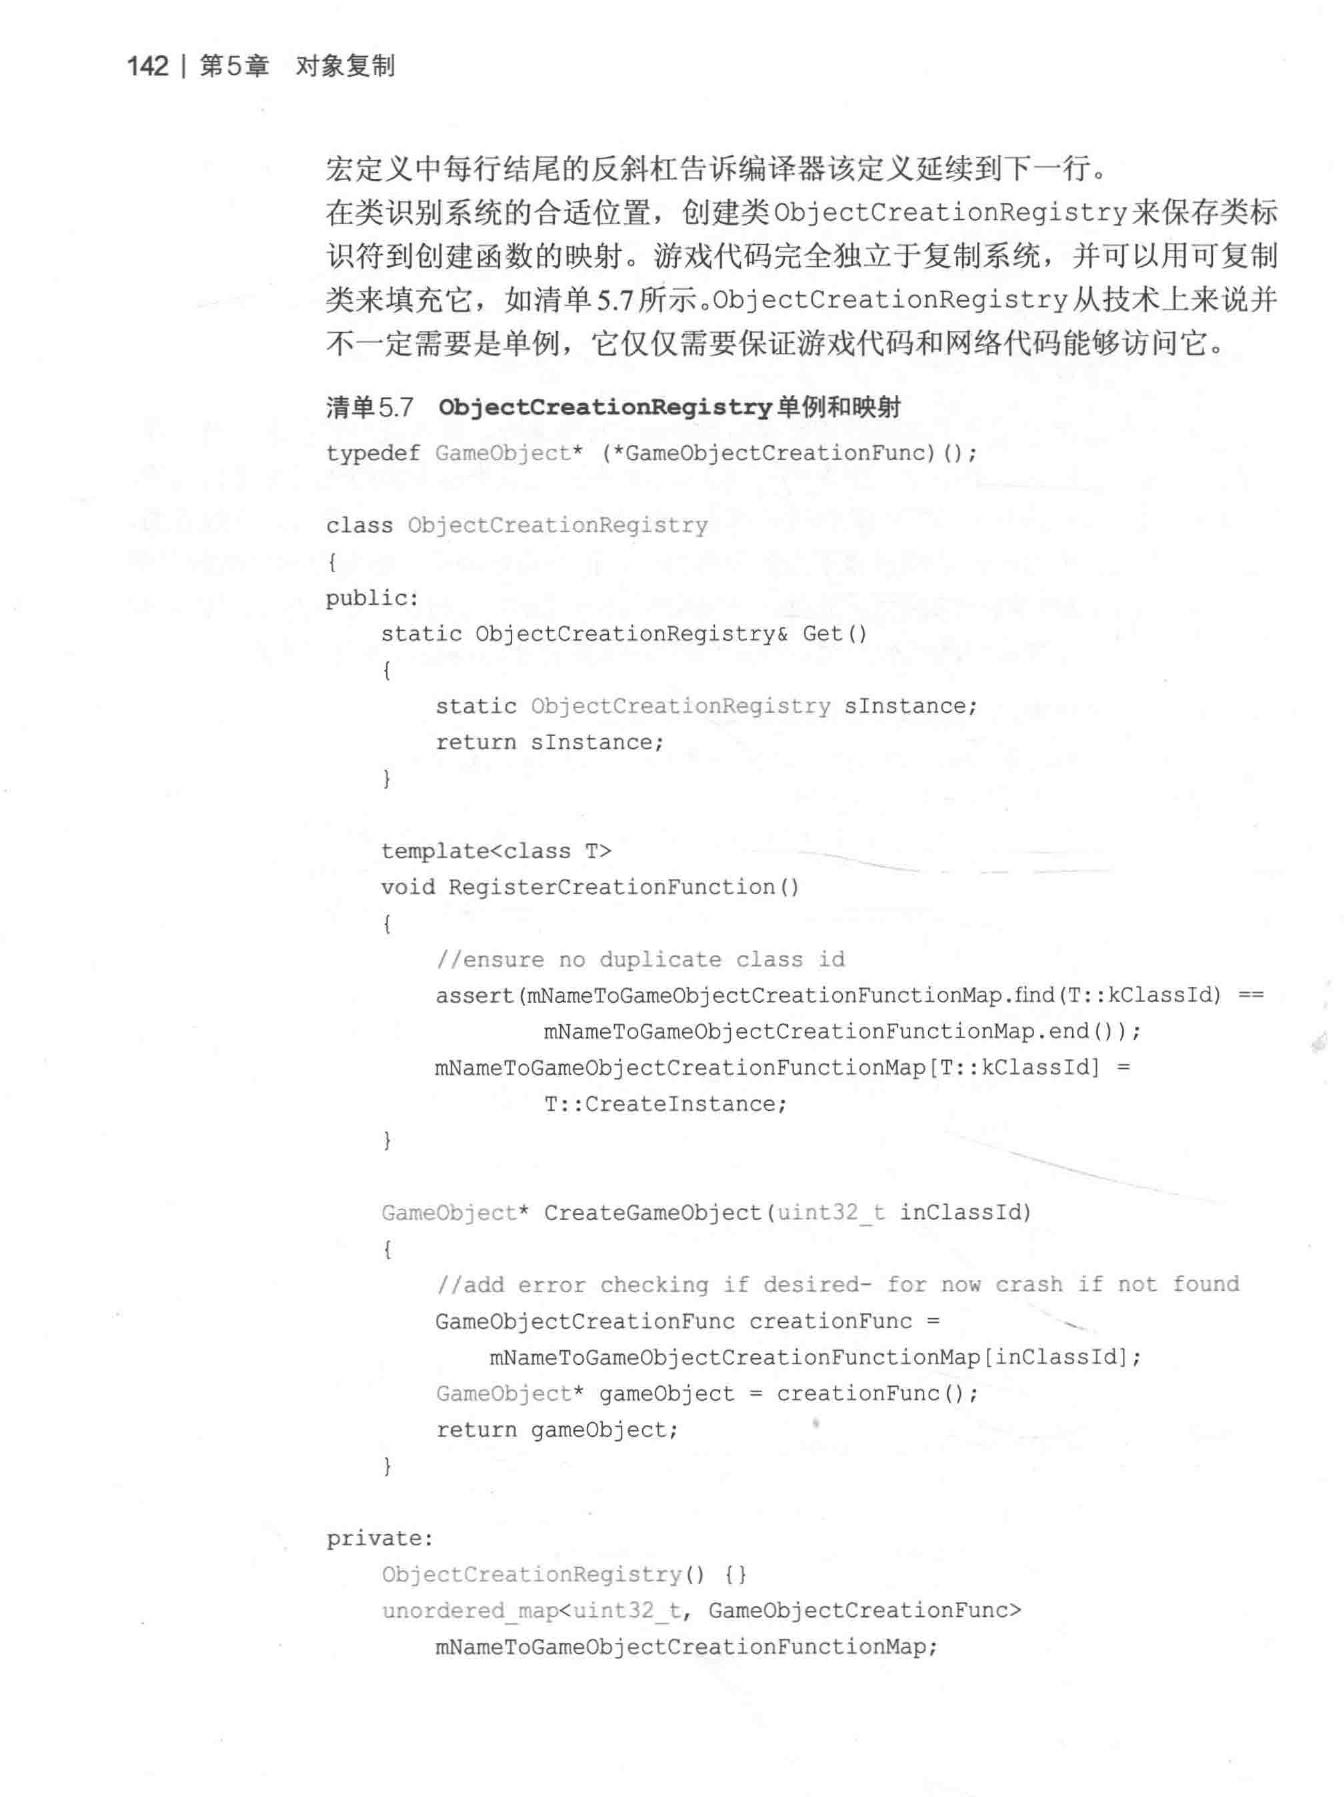 142 | 第5章 对象复制
宏定义中每行结尾的反斜杠告诉编译器该定义延续到下一行。
在类识别系统的合适位置，创建类ObjectCreationRegistry来保存类标
识符到创建函数的映射。游戏代码完全独立于复制系统，并可以用可复制
类来填充它，如清单5.7所示。ObjectCreationRegistry从技术上来说并
不一定需要是单例，它仅仅需要保证游戏代码和网络代码能够访问它。
清单5.7 ObjectCreationRegistry单例和映射
typedef GameObject* (*GameObjectCreationFunc)();
class ObjectCreationRegistry
{
public:
    static ObjectCreationRegistry& Get()
    {
        static ObjectCreationRegistry sInstance;
        return sInstance;
    }
    template<class T>
    void RegisterCreationFunction()
    {
        //ensure no duplicate class id
        assert(mNameToGameObjectCreationFunctionMap.find(T::kClassId) ==
                mNameToGameObjectCreationFunctionMap.end());
        mNameToGameObjectCreationFunctionMap[T::kClassId] =
                T::CreateInstance;
    }
    GameObject* CreateGameObject(uint32_t inClassId)
    {
        //add error checking if desired- for now crash if not found
        GameObjectCreationFunc creationFunc =
            mNameToGameObjectCreationFunctionMap[inClassId];
        GameObject* gameObject = creationFunc();
        return gameObject;
    }
private:
    ObjectCreationRegistry() {}
    unordered_map<uint32_t, GameObjectCreationFunc>
        mNameToGameObjectCreationFunctionMap;